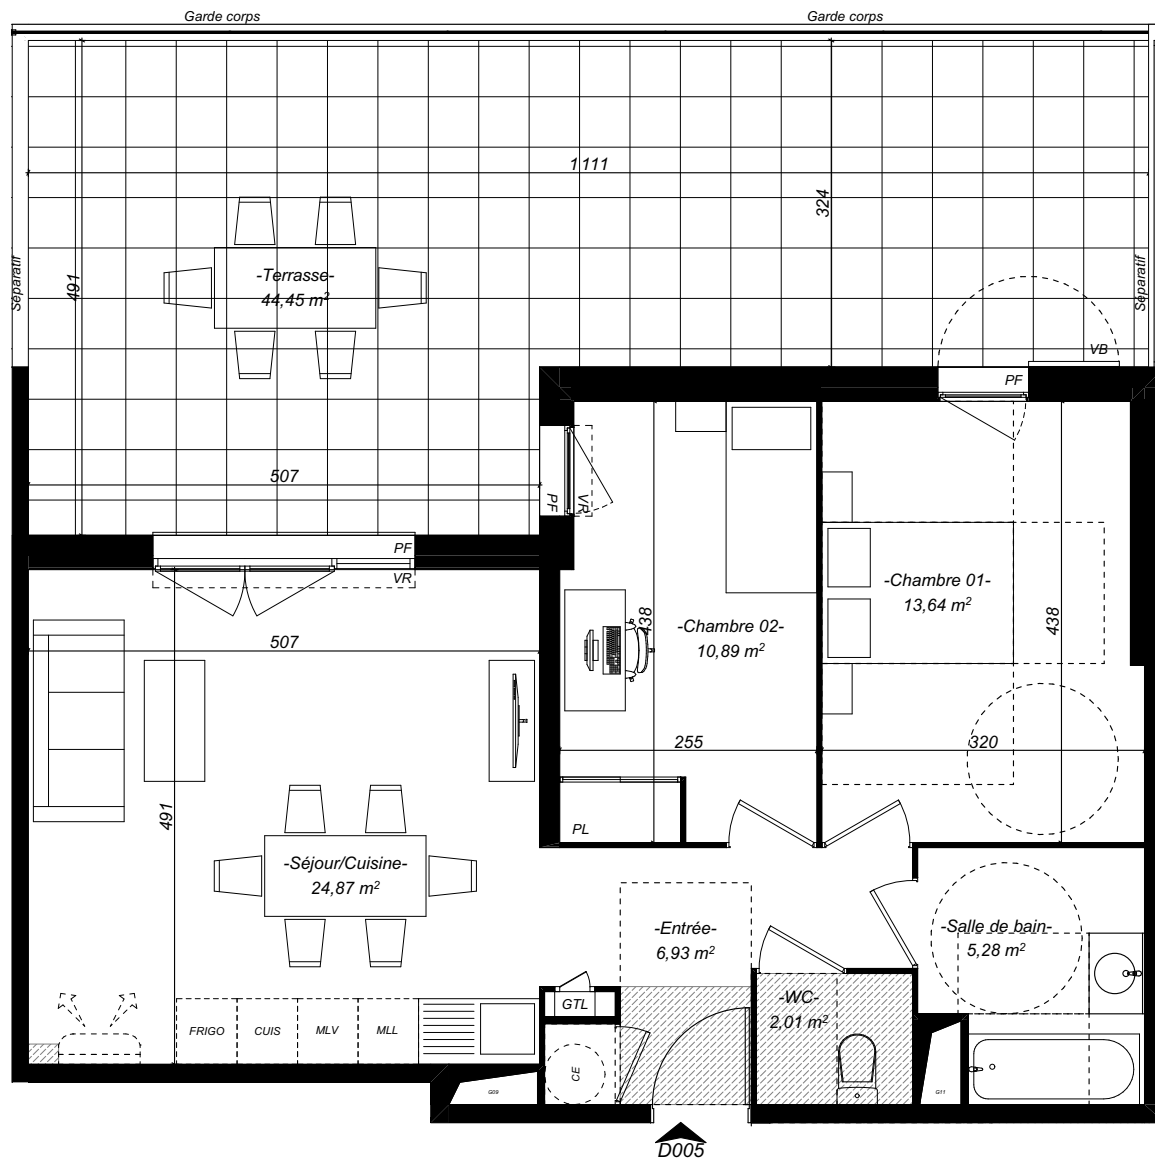 Garde corps
Garde corps
1111
324
491
Séparatif
Séparatif
-Terrasse-
44,45 m²
VB
PF
507
PF
VR
PF
VR
507
438
-Chambre 02-
10,89 m²
-Chambre 01-
13,64 m²
438
255
320
491
PL
-Séjour/Cuisine-
24,87 m²
-Entrée-
6,93 m²
-Salle de bain-
5,28 m²
GTL
-WC-
2,01 m²
FRIGO
CUIS
MLV
MLL
CE
G09
G11
D005